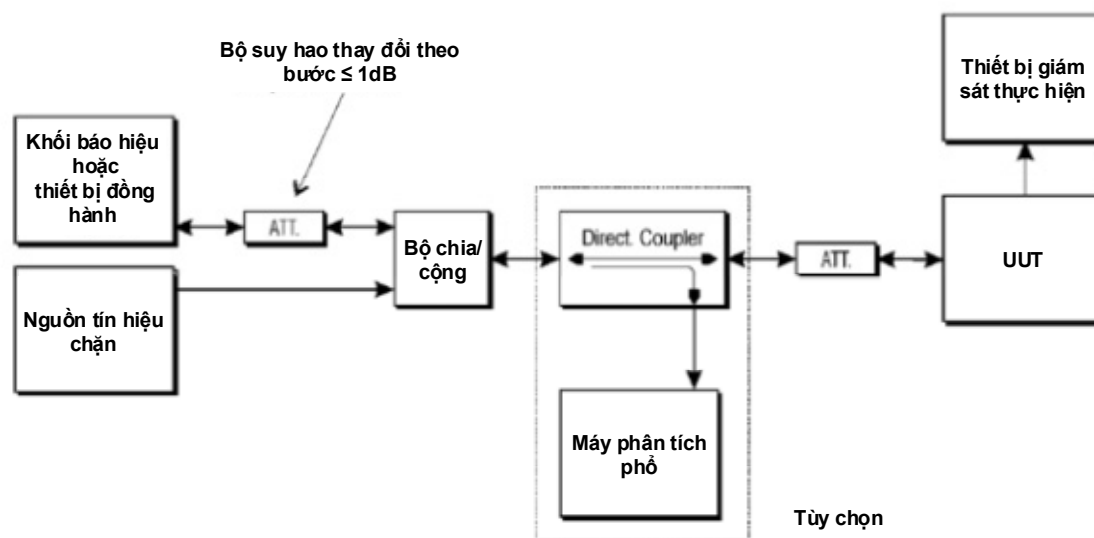 Bộ suy hao thay đổi theo
bước ≤ 1dB
Thiết bị giám
sát thực hiện
Khối báo hiệu
hoặc
thiết bị đồng
hành
ATT.
Bộ chia/
cộng
Direct. Coupler
ATT.
UUT
Nguồn tín hiệu
chặn
Máy phân tích
phổ
Tùy chọn